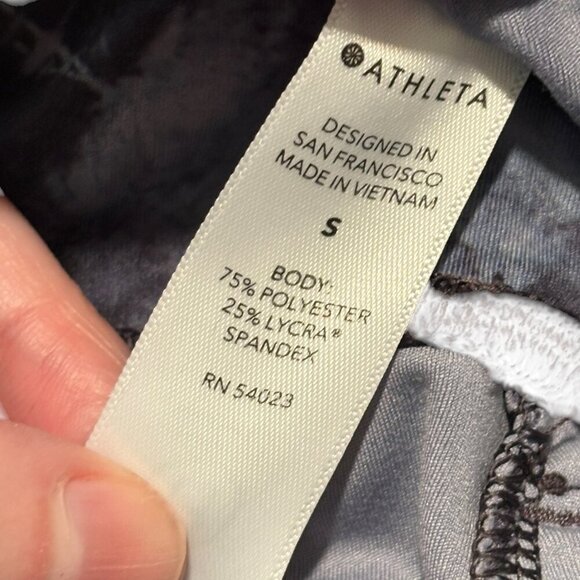 ATHLETA
DESIGNED IN
SAN FRANCISCO
MADE IN VIETNAM
S
BODY:
75% POLYESTER
25% LYCRA®
SPANDEX
RN 54023